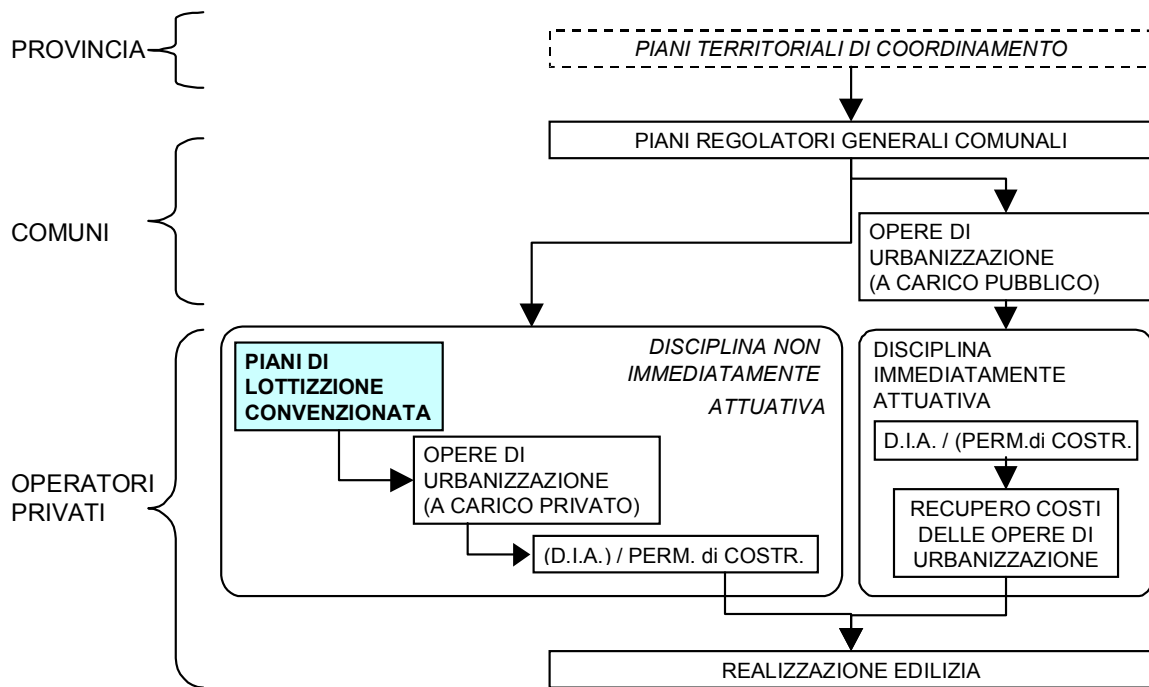 PROVINCIA
PIANI TERRITORIALI DI COORDINAMENTO
PIANI REGOLATORI GENERALI COMUNALI
COMUNI
OPERE DI
URBANIZZAZIONE
(A CARICO PUBBLICO)
OPERATORI
PRIVATI
PIANI DI
LOTTIZZIONE
CONVENZIONATA
DISCIPLINA NON
IMMEDIATAMENTE
ATTUATIVA
OPERE DI
URBANIZZAZIONE
(A CARICO PRIVATO)
(D.I.A.) / PERM. di COSTR.
DISCIPLINA
IMMEDIATAMENTE
ATTUATIVA
D.I.A. / (PERM.di COSTR.
RECUPERO COSTI
DELLE OPERE DI
URBANIZZAZIONE
REALIZZAZIONE EDILIZIA